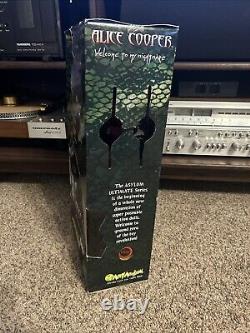 ALICE COOPER
Welcome to my nightmare
The ASYLUM
ULTIMATE Series
is the beginning
of a whole new
dimension of
super poseable
action dolls.
Welcome to
ground zero
of the toy
revolution!